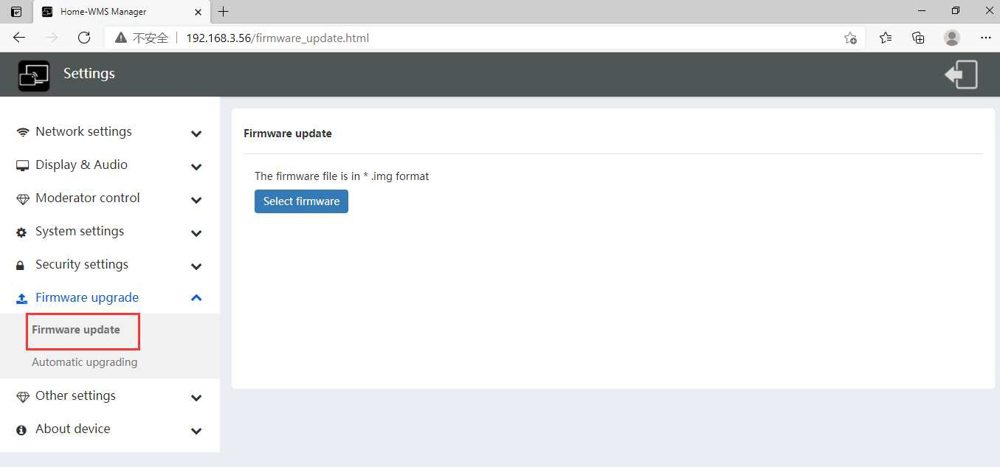 Home-WMS Manager
不安全 192.168.3.56/firmware_update.html
Settings
Network settings
Display & Audio
Moderator control
System settings
Security settings
Firmware upgrade
Firmware update
Automatic upgrading
Other settings
About device
Firmware update
The firmware file is in * .img format
Select firmware